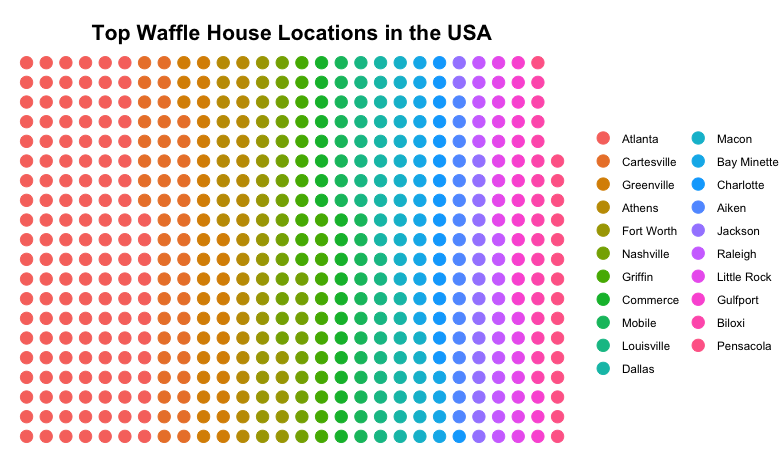 Top Waffle House Locations in the USA
Atlanta
Cartesville
Greenville
Athens
Fort Worth
Nashville
Griffin
Commerce
Mobile
Louisville
Dallas
Macon
Bay Minette
Charlotte
Aiken
Jackson
Raleigh
Little Rock
Gulfport
Biloxi
Pensacola